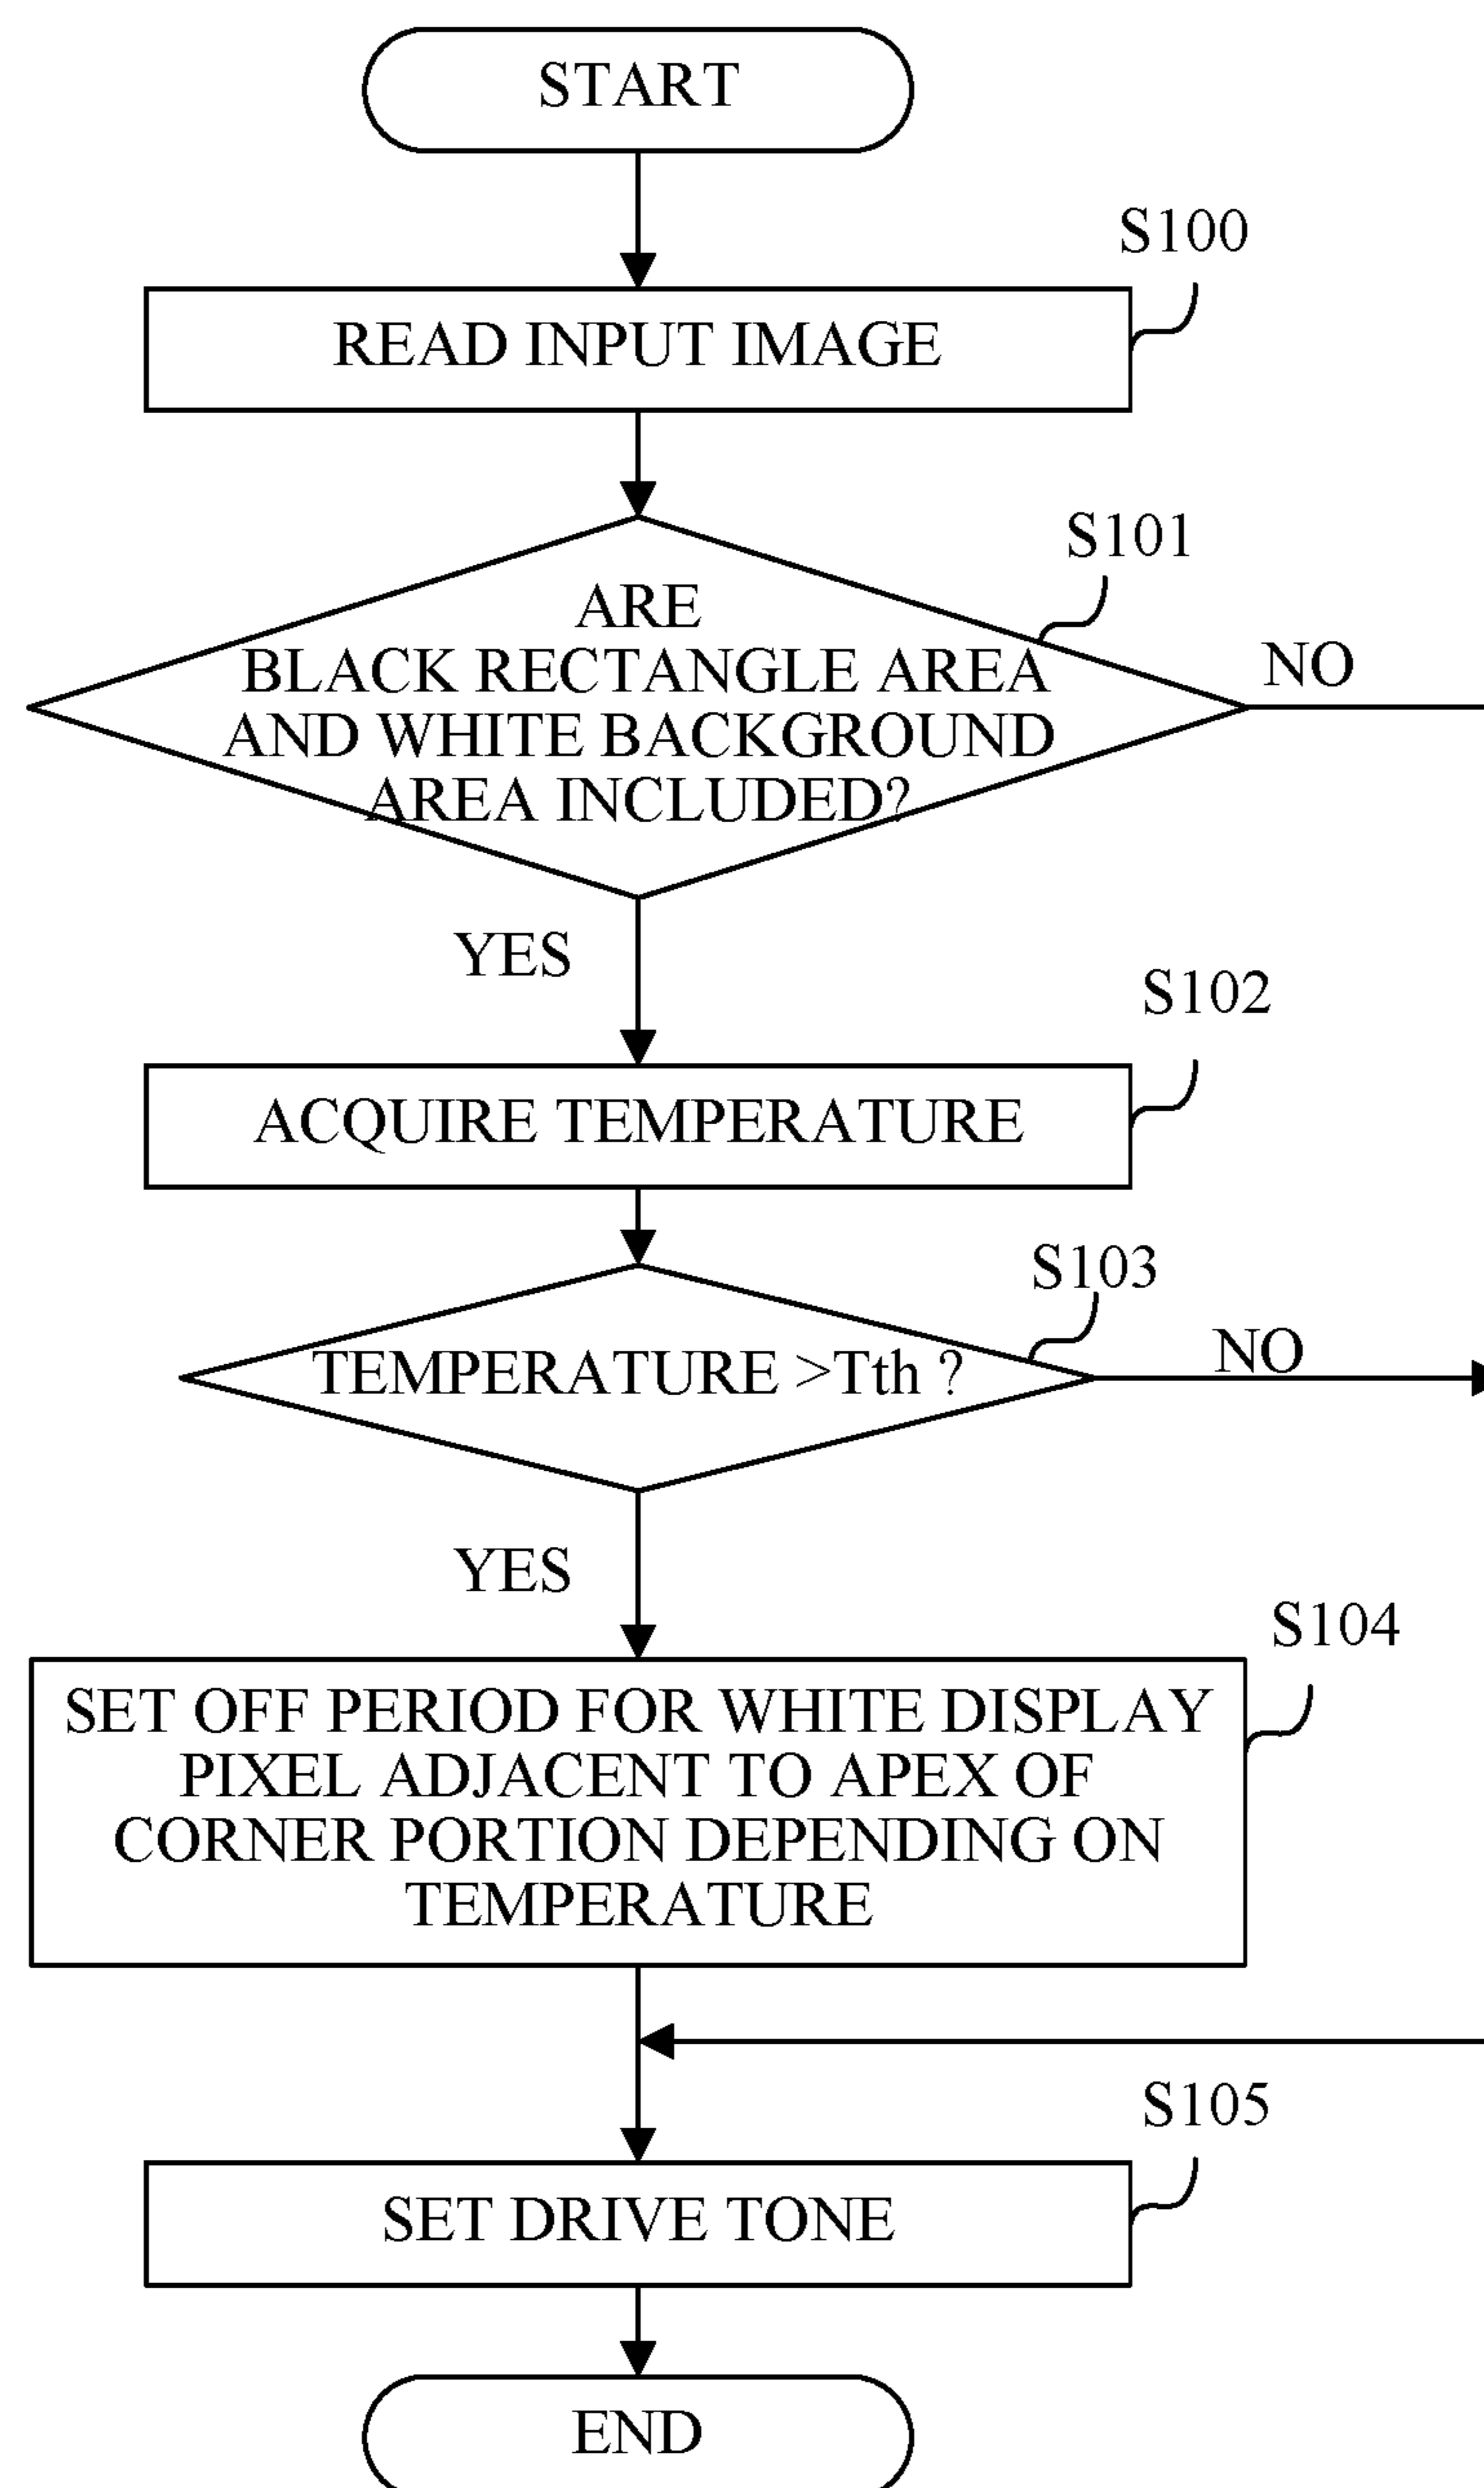 START
S100
READ INPUT IMAGE
S101
ARE
BLACK RECTANGLE AREA
AND WHITE BACKGROUND
AREA INCLUDED?
NO
YES
S102
ACQUIRE TEMPERATURE
S103
TEMPERATURE >Tth ?
NO
YES
S104
SET OFF PERIOD FOR WHITE DISPLAY
PIXEL ADJACENT TO APEX OF
CORNER PORTION DEPENDING ON
TEMPERATURE
S105
SET DRIVE TONE
END